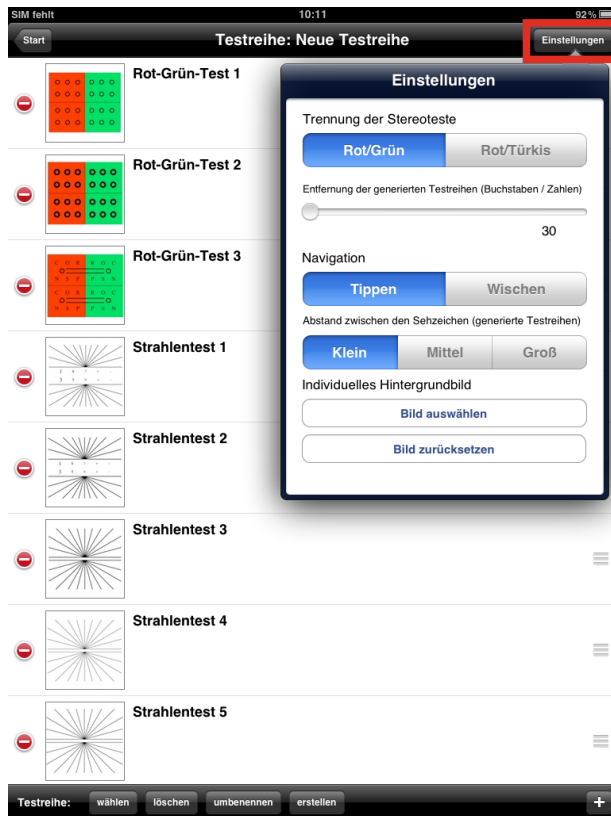 SIM fehlt 10:11 92%
Start Testreihe: Neue Testreihe Einstellungen
Rot-Grün-Test 1
Rot-Grün-Test 2
Rot-Grün-Test 3
Strahlentest 1
Strahlentest 2
Strahlentest 3
Strahlentest 4
Strahlentest 5
Einstellungen
Trennung der Stereoteste
Rot/Grün Rot/Türkis
Entfernung der generierten Testreihen (Buchstaben / Zahlen)
30
Navigation
Tippen Wischen
Abstand zwischen den Sehzeichen (generierte Testreihen)
Klein Mittel Groß
Individuelles Hintergrundbild
Bild auswählen
Bild zurücksetzen
Testreihe: wählen löschen umbenennen erstellen +